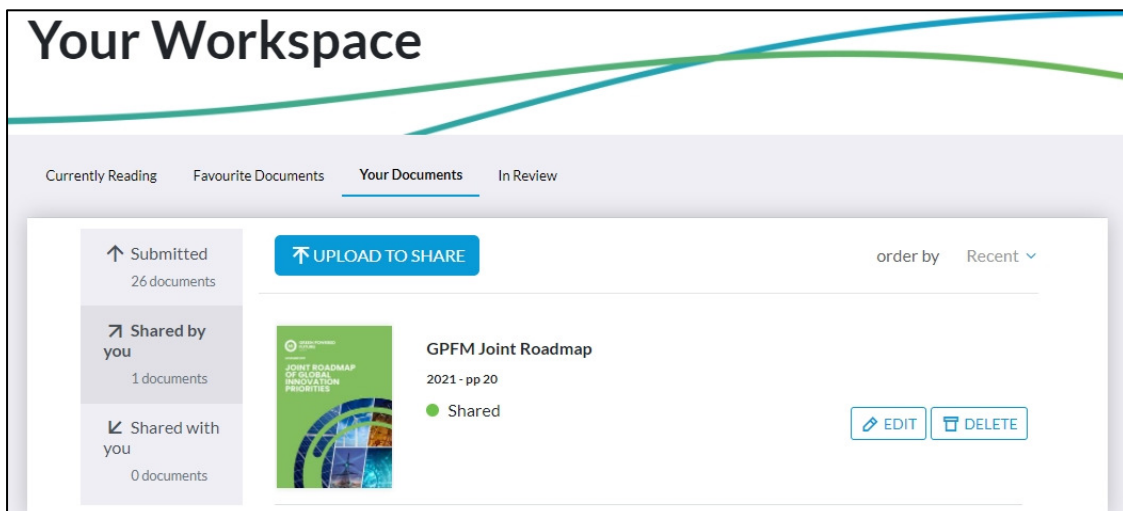 Your Workspace
Currently Reading Favourite Documents Your Documents In Review
Submitted
26 documents
Shared by
you
1 documents
Shared with
you
0 documents
UPLOAD TO SHARE
order by Recent
JOINT ROADMAP
OF GLOBAL
INNOVATION
PRIORITIES
GPFM Joint Roadmap
2021 - pp 20
Shared
EDIT DELETE